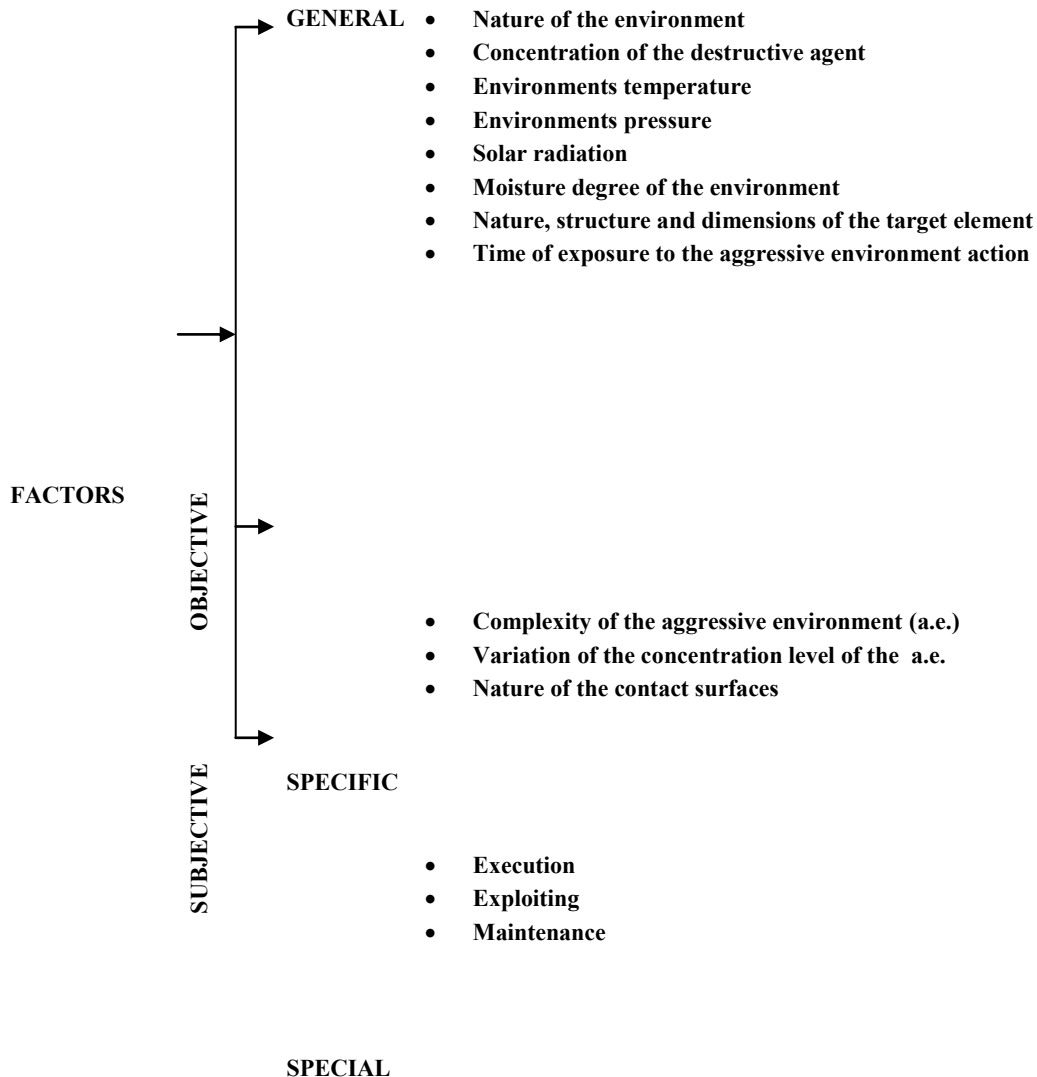 GENERAL
• Nature of the environment
• Concentration of the destructive agent
• Environments temperature
• Environments pressure
• Solar radiation
• Moisture degree of the environment
• Nature, structure and dimensions of the target element
• Time of exposure to the aggressive environment action
FACTORS
OBJECTIVE
• Complexity of the aggressive environment (a.e.)
• Variation of the concentration level of the a.e.
• Nature of the contact surfaces
SUBJECTIVE
SPECIFIC
• Execution
• Exploiting
• Maintenance
SPECIAL